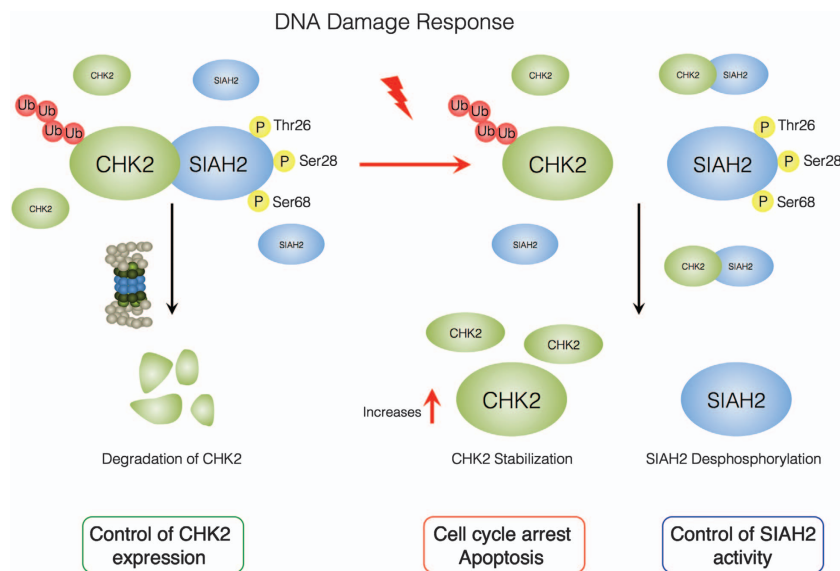 DNA Damage Response
CHK2
SIAH2
Ub
Ub
Ub
Ub
CHK2
SIAH2
P Thr26
P Ser28
P Ser68
CHK2
SIAH2
Degradation of CHK2
Control of CHK2
expression
CHK2
CHK2 SIAH2
Ub
Ub
Ub
Ub
CHK2
SIAH2
P Thr26
P Ser28
P Ser68
SIAH2
CHK2 SIAH2
CHK2
CHK2
Increases
CHK2
SIAH2
CHK2 Stabilization
SIAH2 Desphosphorylation
Cell cycle arrest
Apoptosis
Control of SIAH2
activity